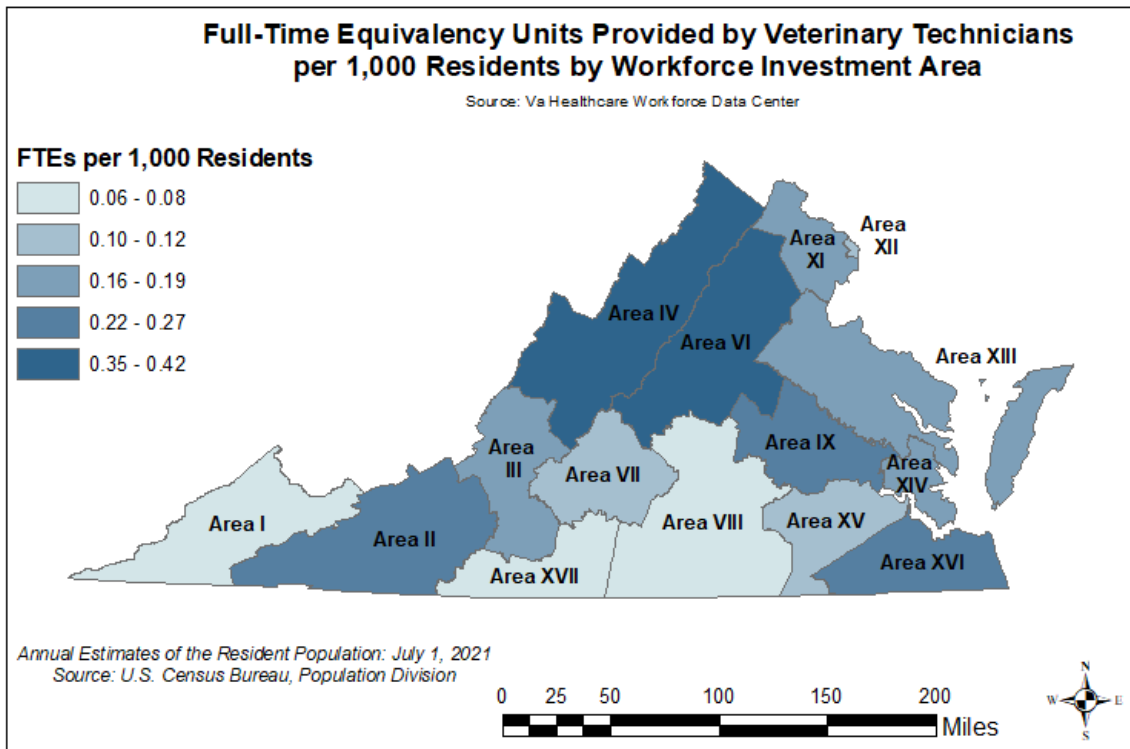 Full-Time Equivalency Units Provided by Veterinary Technicians
per 1,000 Residents by Workforce Investment Area
Source: Va Healthcare Workforce Data Center
FTEs per 1,000 Residents
0.06 - 0.08
0.10 - 0.12
0.16 - 0.19
0.22 - 0.27
0.35 - 0.42
Area
XII
Area
XI
Area IV
Area VI
Area XIII
Area
III
Area IX
Area VII
Area
XIV
Area I
Area II
Area VIII
Area XV
Area XVI
Area XVII
Annual Estimates of the Resident Population: July 1, 2021
Source: U.S. Census Bureau, Population Division
0 25 50 100 150 200
Miles
N
W E
S